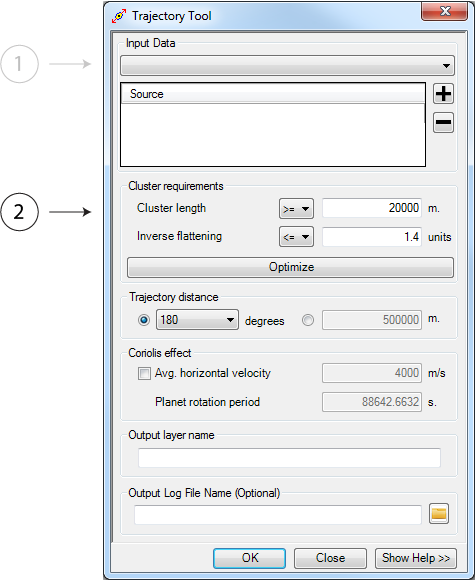 Trajectory Tool
Input Data
1
Source
Cluster requirements
2
Cluster length >= 20000 m.
Inverse flattening <= 1.4 units
Optimize
Trajectory distance
180 degrees 500000 m.
Coriolis effect
Avg. horizontal velocity 4000 m/s
Planet rotation period 88642,6632 s.
Output layer name
Output Log File Name (Optional)
OK Close Show Help >>